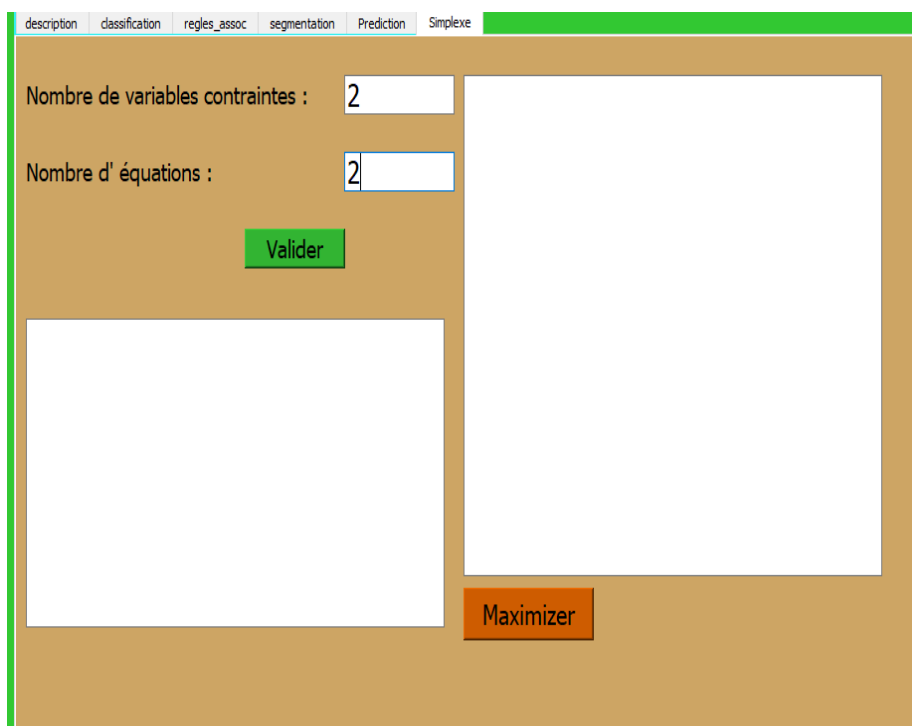 description classification regles_assoc segmentation Prediction Simplexe
Nombre de variables contraintes : 2
Nombre d' équations : 2
Valider
Maximizer